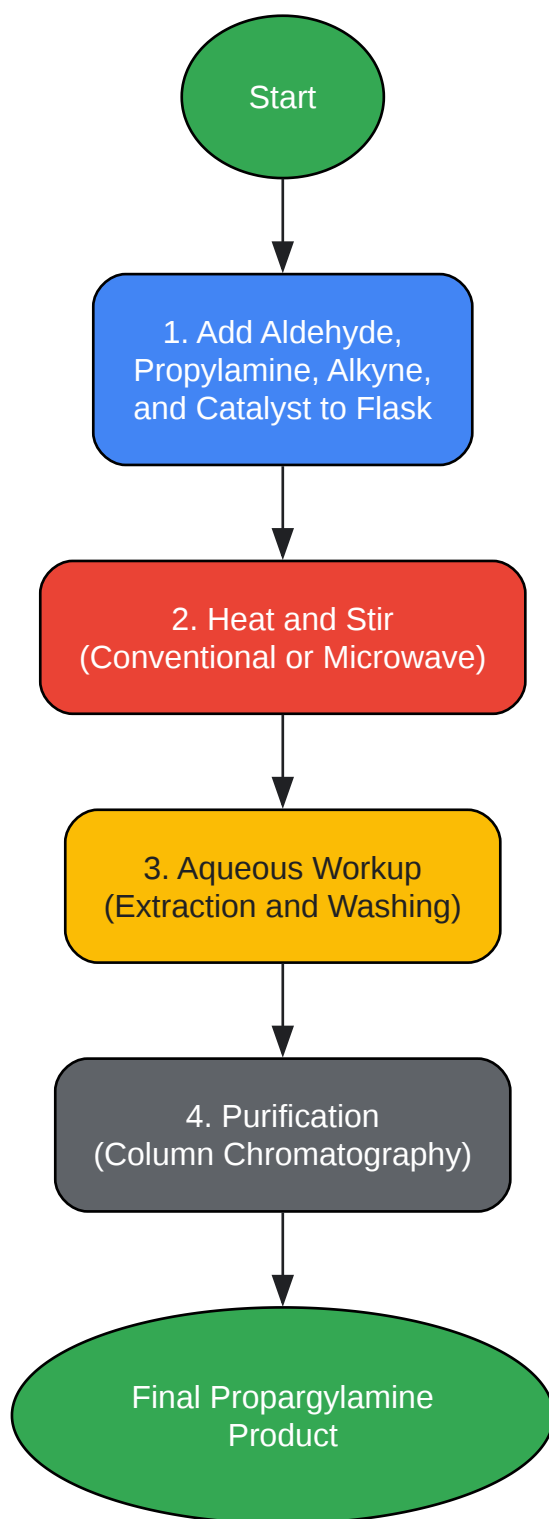 Start
1. Add Aldehyde,
Propylamine, Alkyne,
and Catalyst to Flask
2. Heat and Stir
(Conventional or Microwave)
3. Aqueous Workup
(Extraction and Washing)
4. Purification
(Column Chromatography)
Final Propargylamine
Product